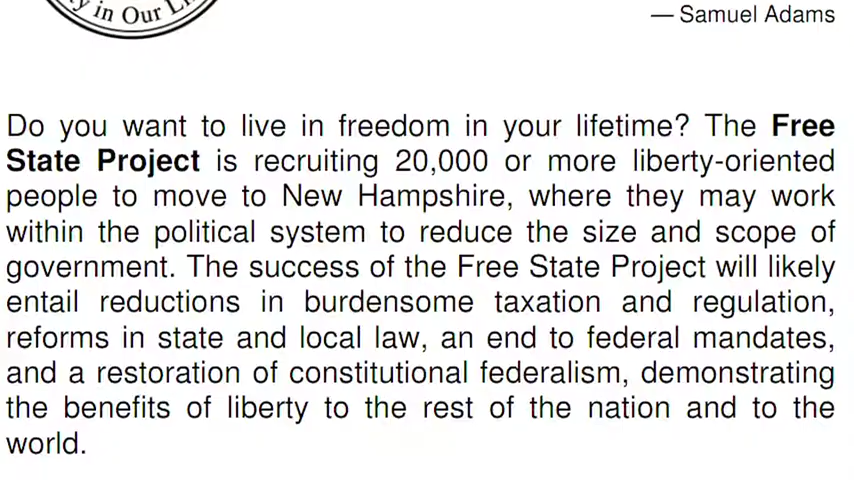 y in Our Li
— Samuel Adams
Do you want to live in freedom in your lifetime? The Free
State Project is recruiting 20,000 or more liberty-oriented
people to move to New Hampshire, where they may work
within the political system to reduce the size and scope of
government. The success of the Free State Project will likely
entail reductions in burdensome taxation and regulation,
reforms in state and local law, an end to federal mandates,
and a restoration of constitutional federalism, demonstrating
the benefits of liberty to the rest of the nation and to the
world.